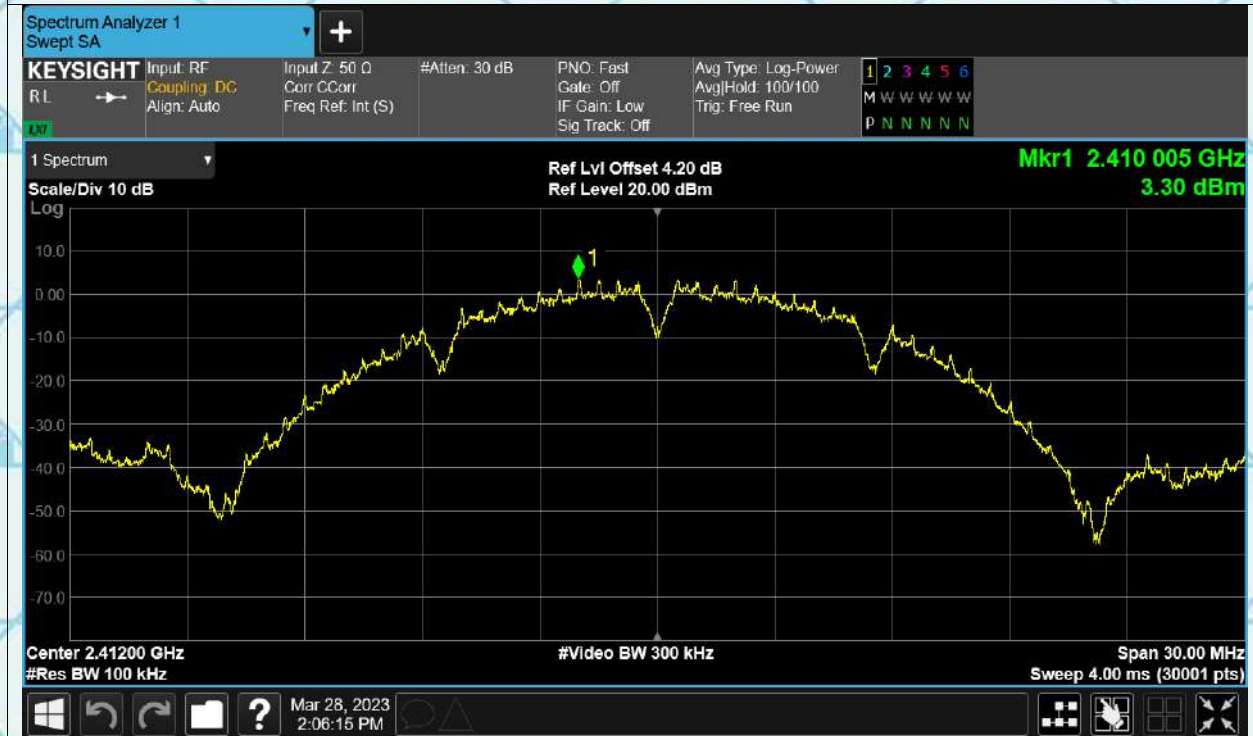 Spectrum Analyzer 1
Swept SA
+
KEYSIGHT
RL
LXI
Input: RF
Coupling: DC
Align: Auto
Input Z: 50 Ω
Corr CCorr
Freq Ref: Int (S)
#Atten: 30 dB
PNO: Fast
Gate: Off
IF Gain: Low
Sig Track: Off
Avg Type: Log-Power
Avg|Hold: 100/100
Trig: Free Run
1 2 3 4 5 6
M W W W W W
P N N N N N
1 Spectrum
Scale/Div 10 dB
Log
Ref Lvl Offset 4.20 dB
Ref Level 20.00 dBm
Mkr1 2.410 005 GHz
3.30 dBm
1
10.0
0.00
-10.0
-20.0
-30.0
-40.0
-50.0
-60.0
-70.0
Center 2.41200 GHz
#Res BW 100 kHz
#Video BW 300 kHz
Span 30.00 MHz
Sweep 4.00 ms (30001 pts)
?
Mar 28, 2023
2:06:15 PM